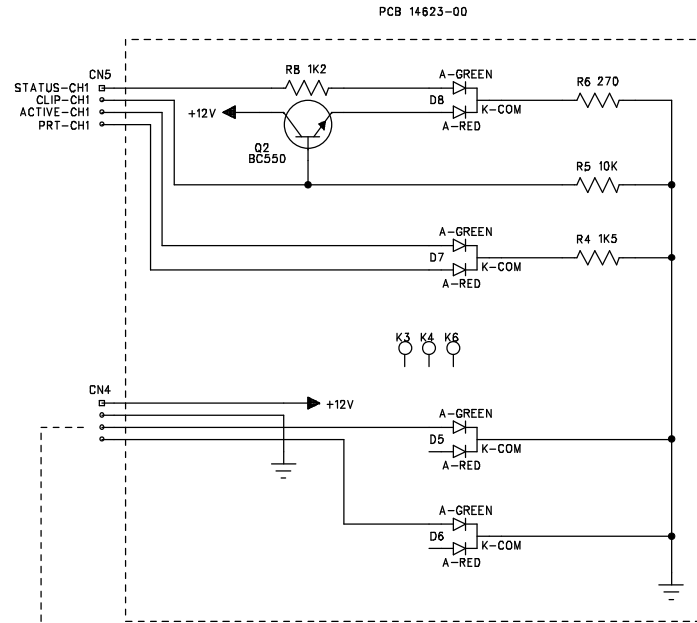 PCB 14623-00
CN5
STATUS-CH1
CLIP-CH1
ACTIVE-CH1
PRT-CH1
R8 1K2
A-GREEN
D8
K-COM
A-RED
R6 270
+12V
Q2
BC550
R5 10K
A-GREEN
D7
K-COM
A-RED
R4 1K5
K3 K4 K6
CN4
+12V
A-GREEN
D5
K-COM
A-RED
A-GREEN
D6
K-COM
A-RED